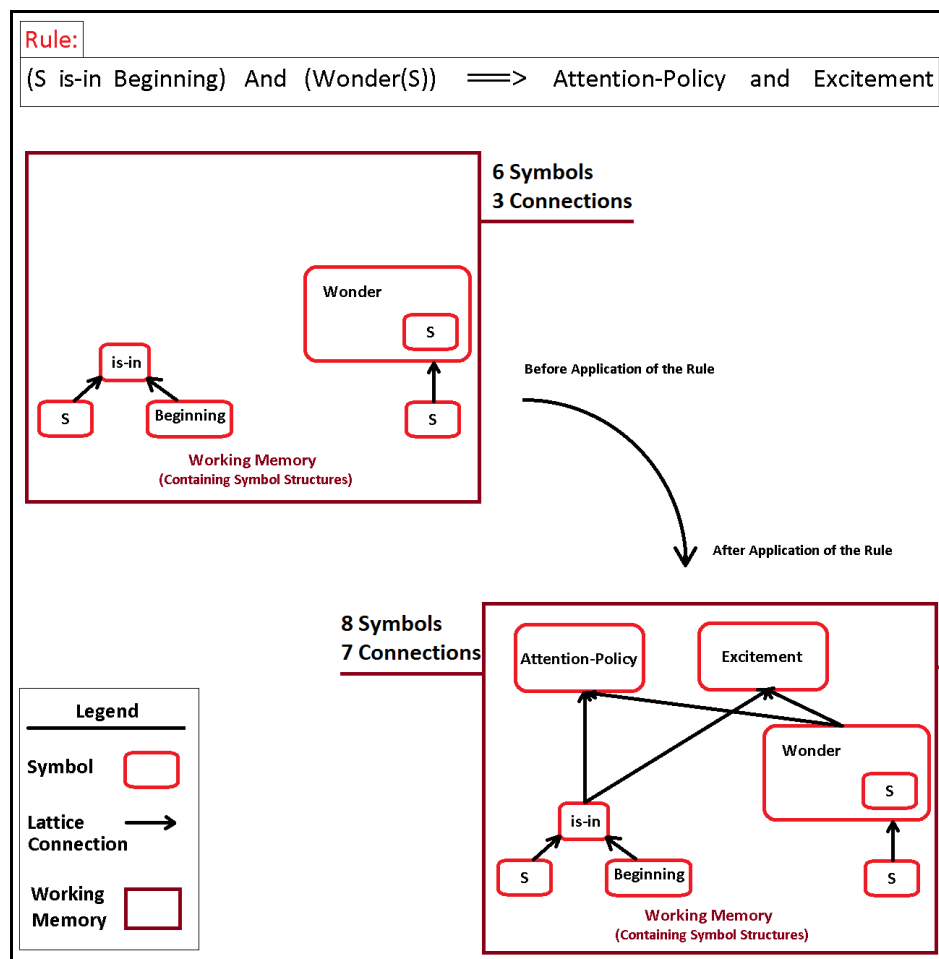 Rule:
(S is-in Beginning) And (Wonder(S)) ==> Attention-Policy and Excitement
6 Symbols
3 Connections
Wonder
S
is-in
S
Beginning
S
Working Memory
(Containing Symbol Structures)
Before Application of the Rule
After Application of the Rule
8 Symbols
7 Connections
Attention-Policy
Excitement
Wonder
S
is-in
S
Beginning
S
Working Memory
(Containing Symbol Structures)
Legend
Symbol
Lattice
Connection
Working
Memory